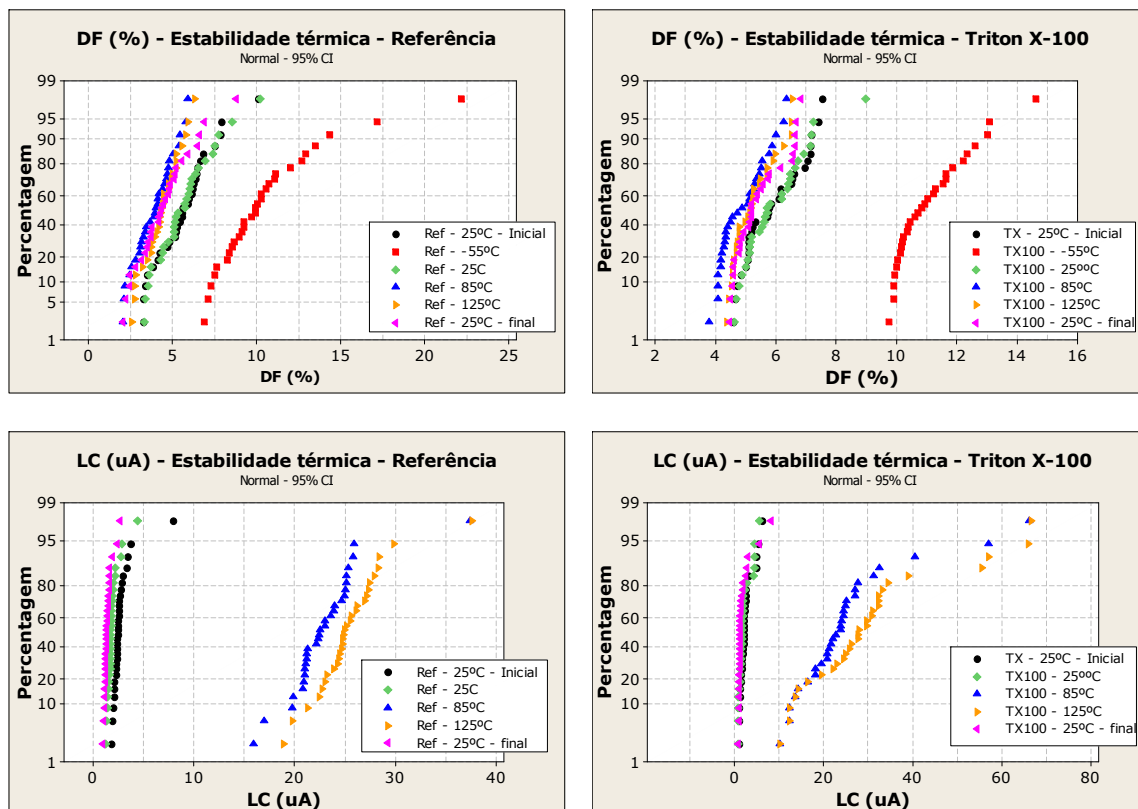 DF (%) - Estabilidade térmica - Referência
Normal - 95% CI
Percentagem
99
95
90
80
60
40
20
10
5
1
0
5
10
15
20
25
DF (%)
Ref - 25ºC - Inicial
Ref - -55ºC
Ref - 25C
Ref - 85ºC
Ref - 125ºC
Ref - 25ºC - final
DF (%) - Estabilidade térmica - Triton X-100
Normal - 95% CI
Percentagem
99
95
90
80
60
40
20
10
5
1
2
4
6
8
10
12
14
16
DF (%)
TX - 25ºC - Inicial
TX100 - -55ºC
TX100 - 25ººC
TX100 - 85ºC
TX100 - 125ºC
TX100 - 25ºC - final
LC (uA) - Estabilidade térmica - Referência
Normal - 95% CI
Percentagem
99
95
80
60
40
20
10
1
0
10
20
30
40
LC (uA)
Ref - 25ºC - Inicial
Ref - 25C
Ref - 85ºC
Ref - 125ºC
Ref - 25ºC - final
LC (uA) - Estabilidade térmica - Triton X-100
Normal - 95% CI
Percentagem
99
95
80
60
40
20
10
1
0
20
40
60
80
LC (uA)
TX - 25ºC - Inicial
TX100 - 25ººC
TX100 - 85ºC
TX100 - 125ºC
TX100 - 25ºC - final